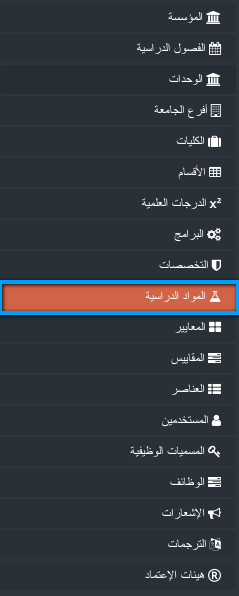 المؤسسة
الفصول الدراسية
الوحدات
أفرع الجامعة
الكليات
الأقسام
الدرجات العلمية
البرامج
التخصصات
المواد الدراسية
المعايير
المقاييس
العناصر
المستخدمين
المسميات الوظيفية
الوظائف
الإشعارات
الترجمات
هيئات الإعتماد